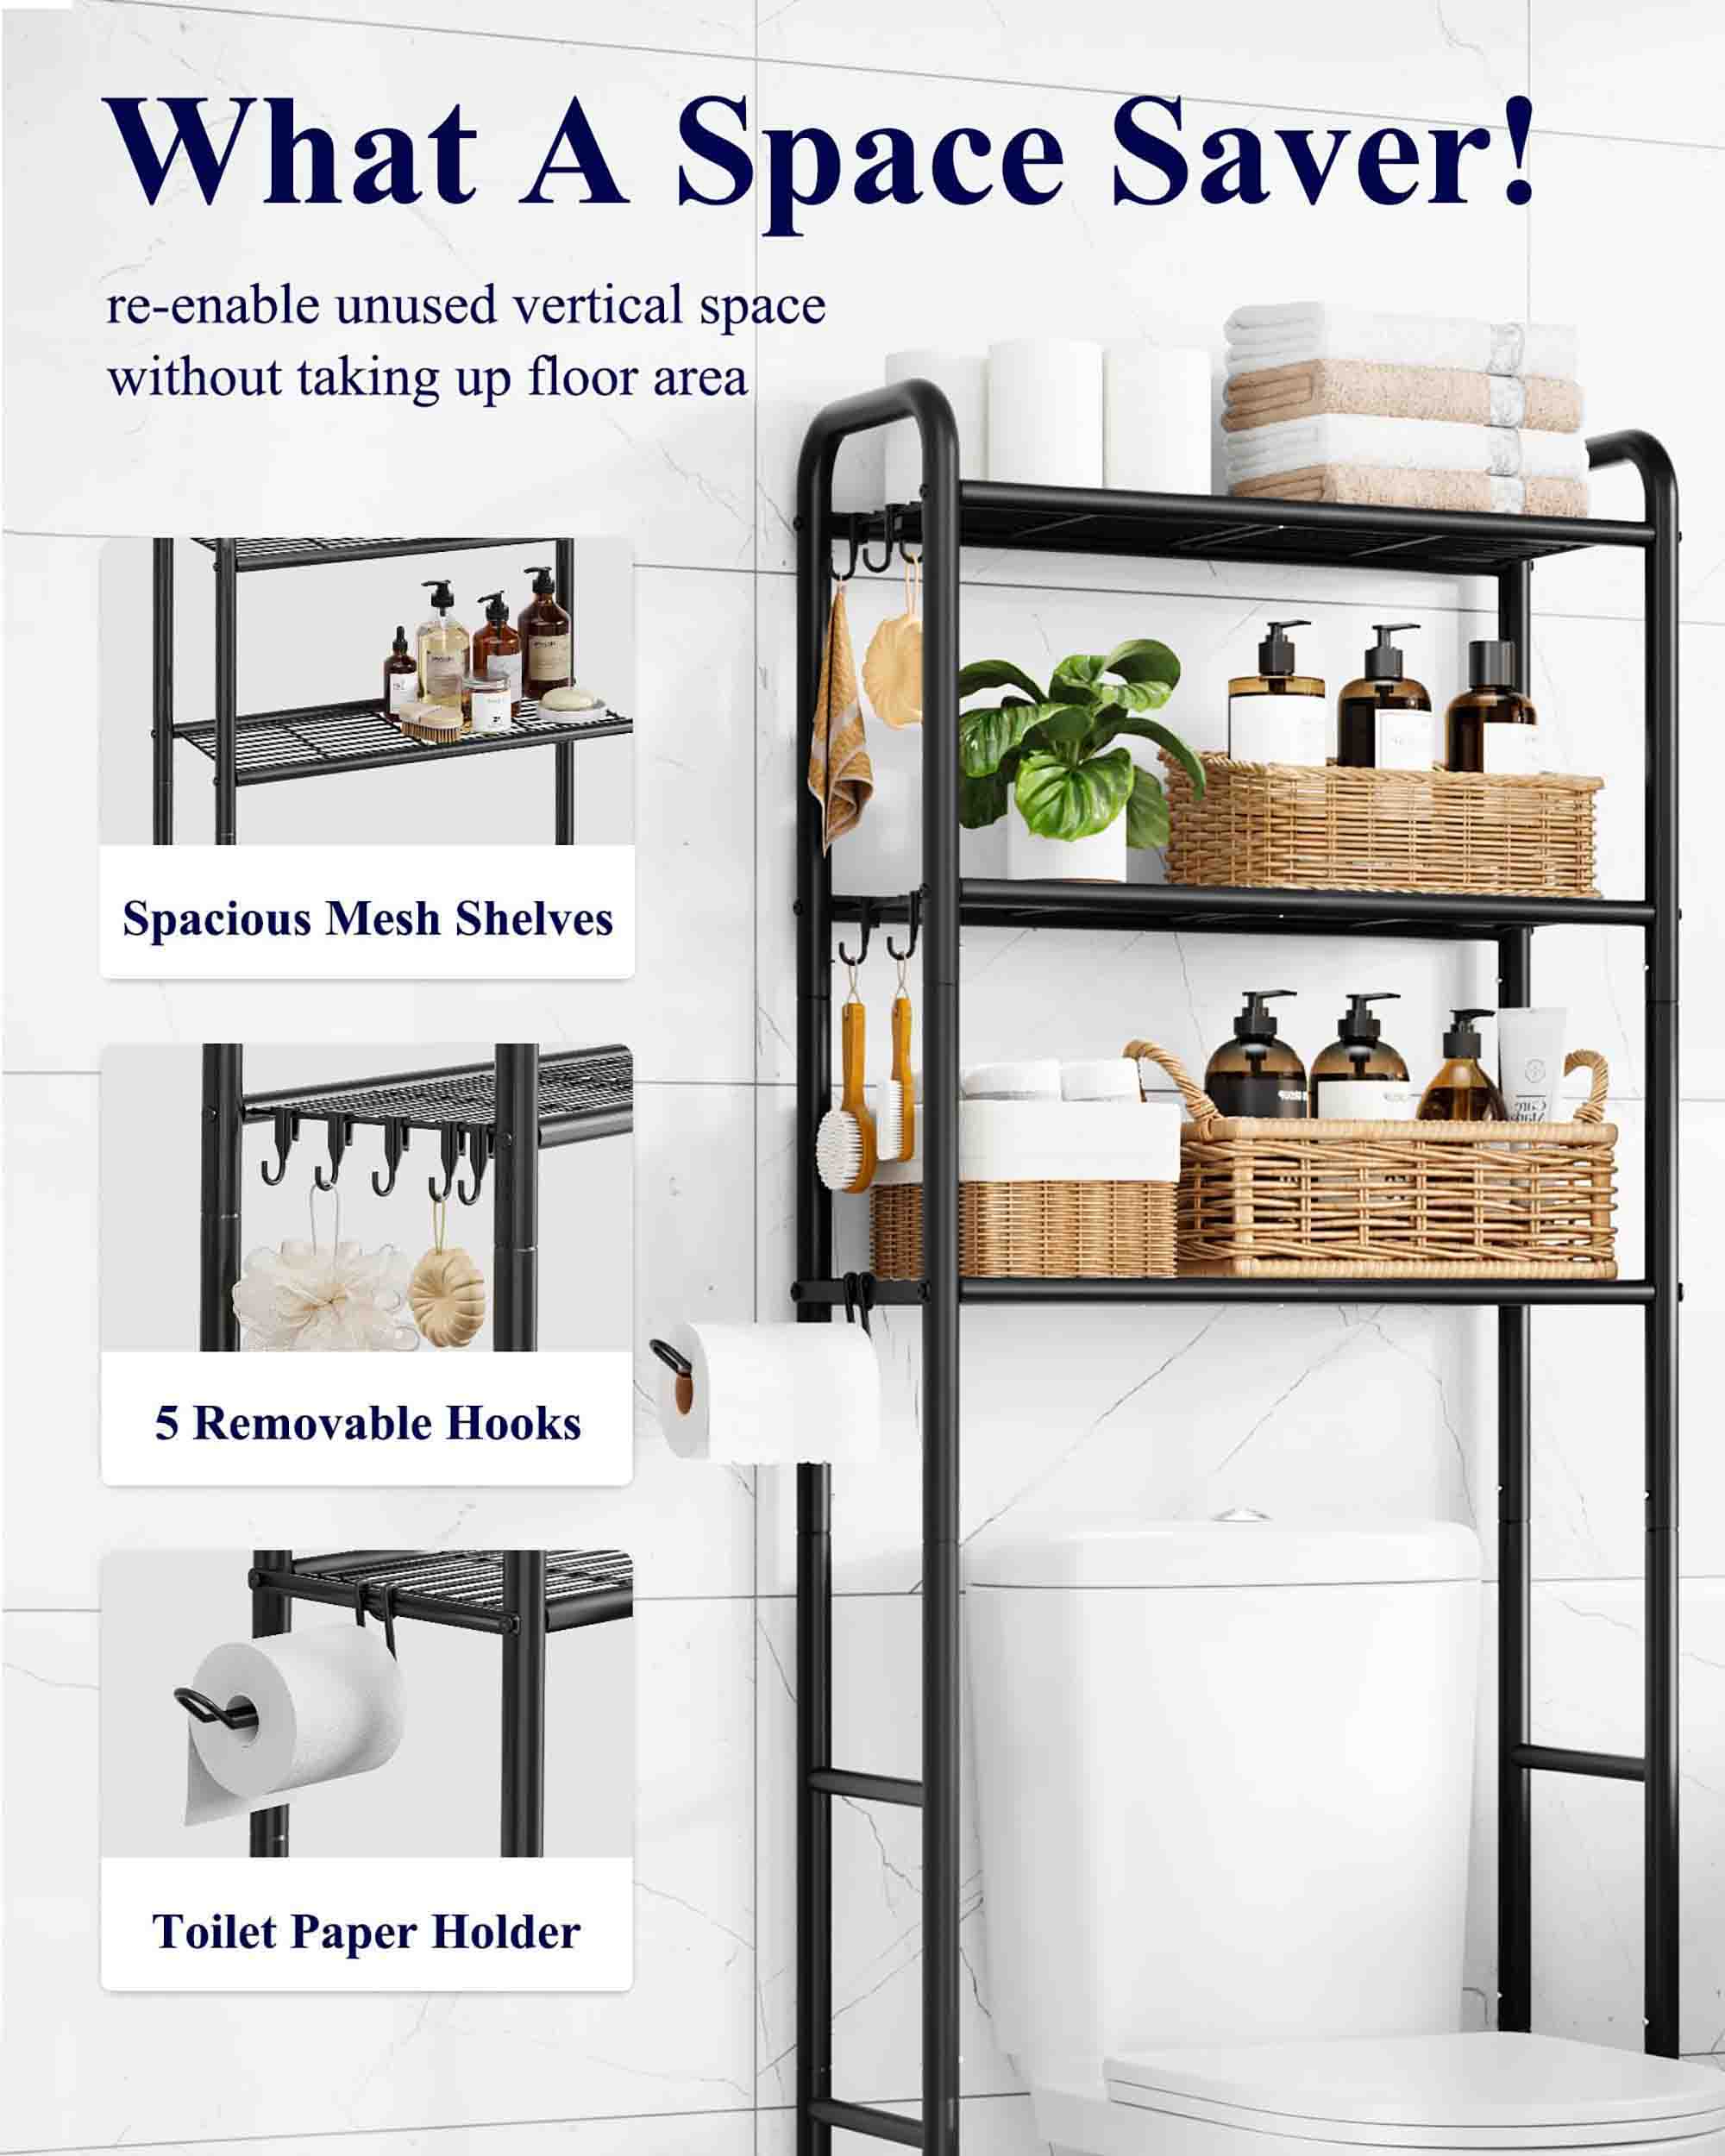 What A Space Saver!
re-enable unused vertical space
without taking up floor area
Spacious Mesh Shelves
5 Removable Hooks
Toilet Paper Holder